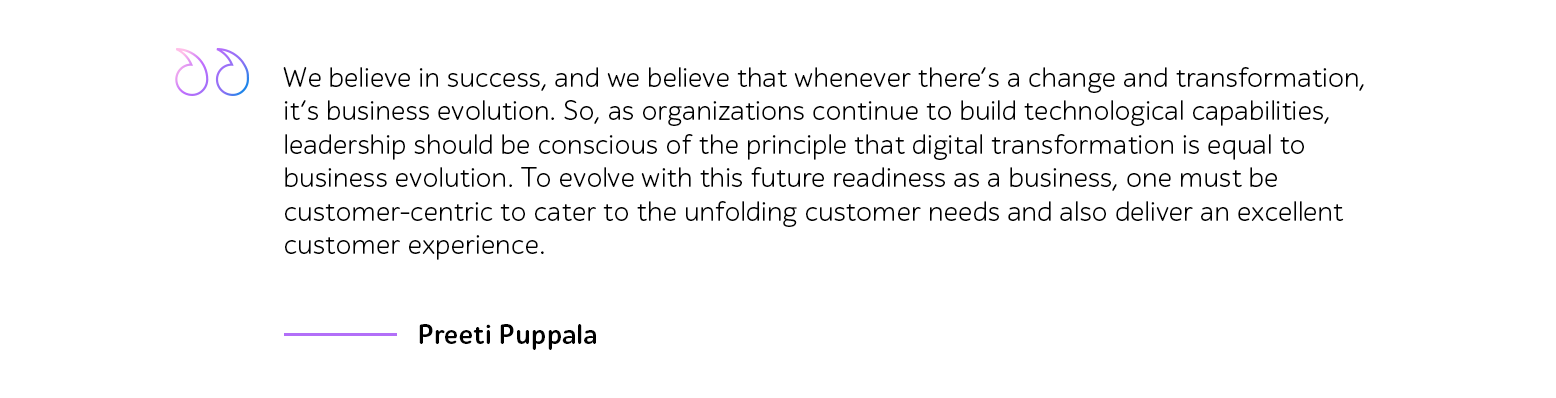 We believe in success, and we believe that whenever there’s a change and transformation,
it’s business evolution. So, as organizations continue to build technological capabilities,
leadership should be conscious of the principle that digital transformation is equal to
business evolution. To evolve with this future readiness as a business, one must be
customer-centric to cater to the unfolding customer needs and also deliver an excellent
customer experience.
Preeti Puppala